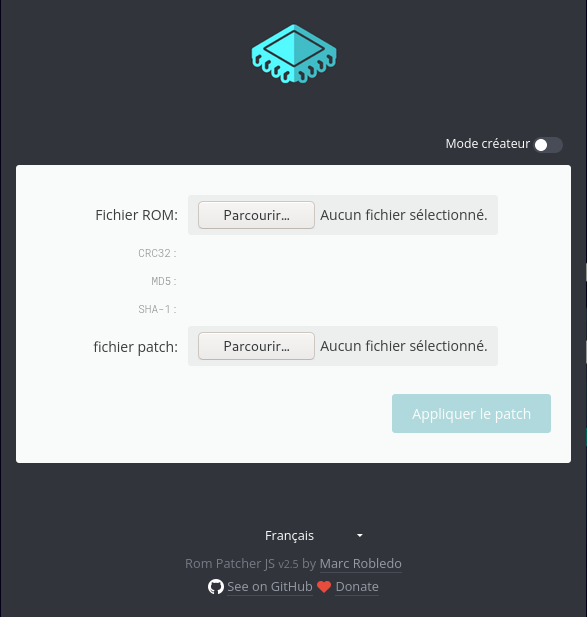 Mode créateur
Fichier ROM: Parcourir... Aucun fichier sélectionné.
CRC32:
MD5:
SHA-1:
fichier patch: Parcourir... Aucun fichier sélectionné.
Appliquer le patch
Français
Rom Patcher JS v2.5 by Marc Robledo
See on GitHub Donate